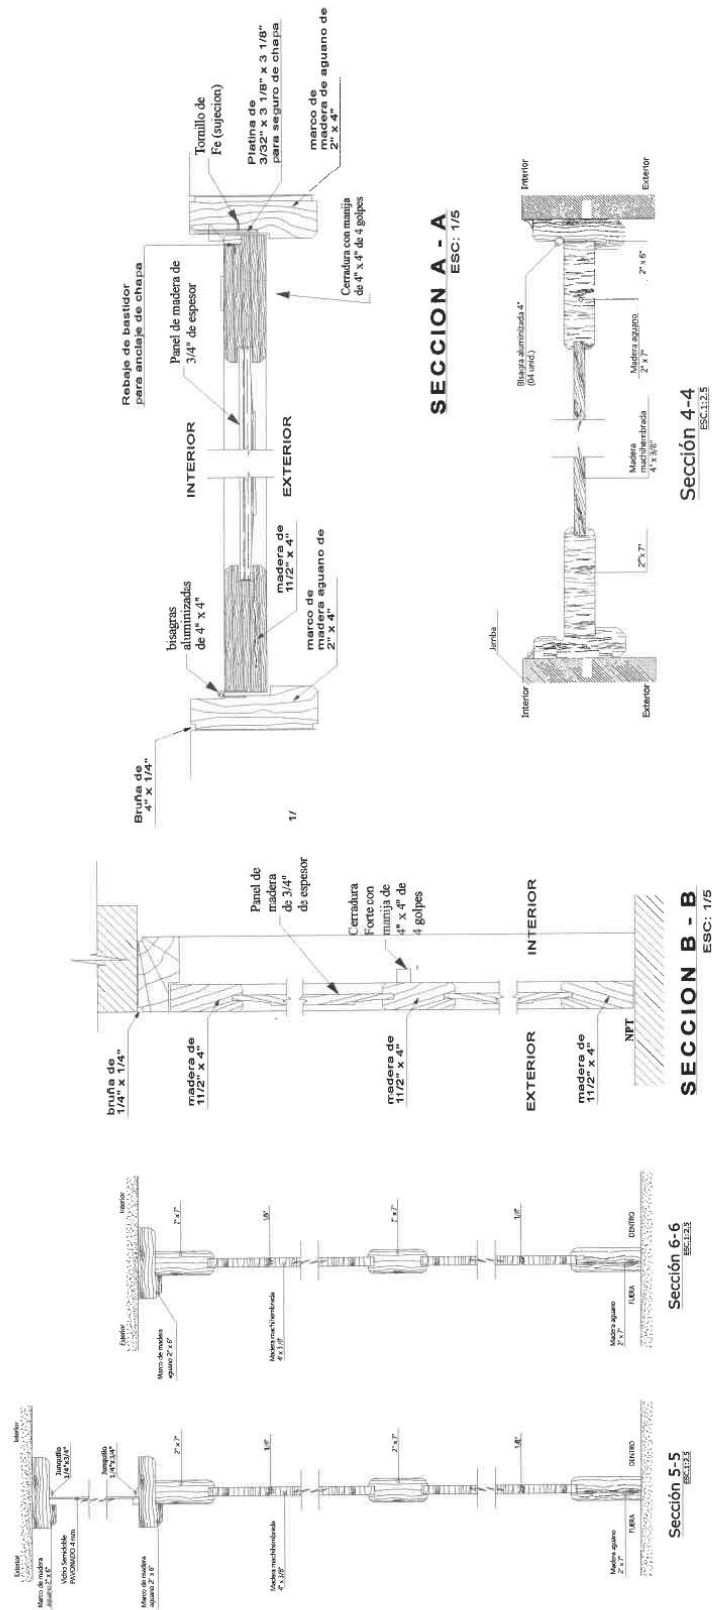 Tornillo de
Fe (sujecion)
Platina de
3/32" x 3 1/8" x 3 1/8"
para seguro de chapa
marco de
madera de aguano de
2" x 4"
Rebaje de bastidor
para anclaje de chapa
Panel de madera de
3/4" de espesor
Cerradura con manija
de 4" x 4" de 4 golpes
INTERIOR
EXTERIOR
bisagras
aluminizadas
de 4" x 4"
madera de
11/2" x 4"
marco de
madera aguano de
2" x 4"
Bruña de
4" x 1/4"
1/
SECCION A - A
ESC: 1/5
Interior
Exterior
Bisagra aluminizada 4"
(04 unid.)
2" x 6"
Madera aguano
2" x 7"
Madera
machihembrada
4" x 3/8"
2" x 7"
Jamba
Interior
Exterior
Sección 4-4
ESC.1:2.5
bruña de
1/4" x 1/4"
madera de
11/2" x 4"
Panel de
madera
de 3/4"
de espesor
Cerradura
Forte con
manija de
4" x 4" de
4 golpes
madera de
11/2" x 4"
INTERIOR
EXTERIOR
madera de
11/2" x 4"
NPT
SECCION B - B
ESC: 1/5
Exterior
Interior
Marco de madera
aguano 2" x 6"
2" x 7"
Madera machihembrada
4" x 3/8"
2" x 7"
Madera aguano
2" x 7"
FUERA
DENTRO
Sección 6-6
ESC.1:2.5
Exterior
Interior
Marco de madera
aguano 2" x 6"
Junquillo
1/4"x3/4"
Vidrio Semidoble
PAVONADO 4 mm
Junquillo
1/4"x3/4"
Marco de madera
aguano 2" x 6"
2" x 7"
Madera machihembrada
4" x 3/8"
2" x 7"
Madera aguano
2" x 7"
FUERA
DENTRO
Sección 5-5
ESC.1:2.5